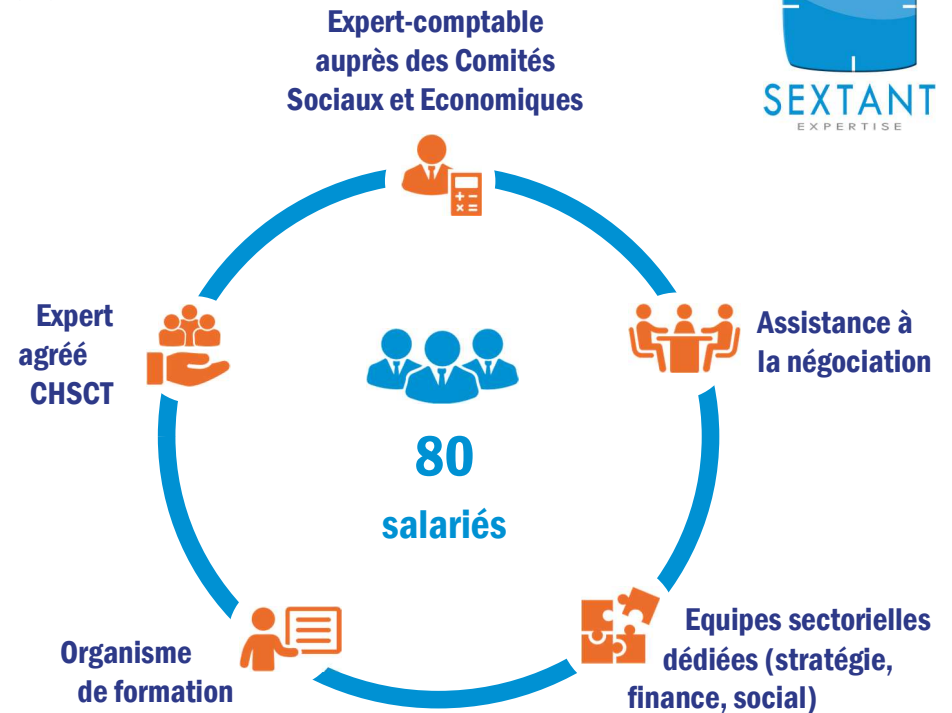 Expert-comptable
auprès des Comités
Sociaux et Economiques
SEXTANT
EXPERTISE
Expert
agréé
CHSCT
Assistance à
la négociation
80
salariés
Organisme
de formation
Equipes sectorielles
dédiées (stratégie,
finance, social)